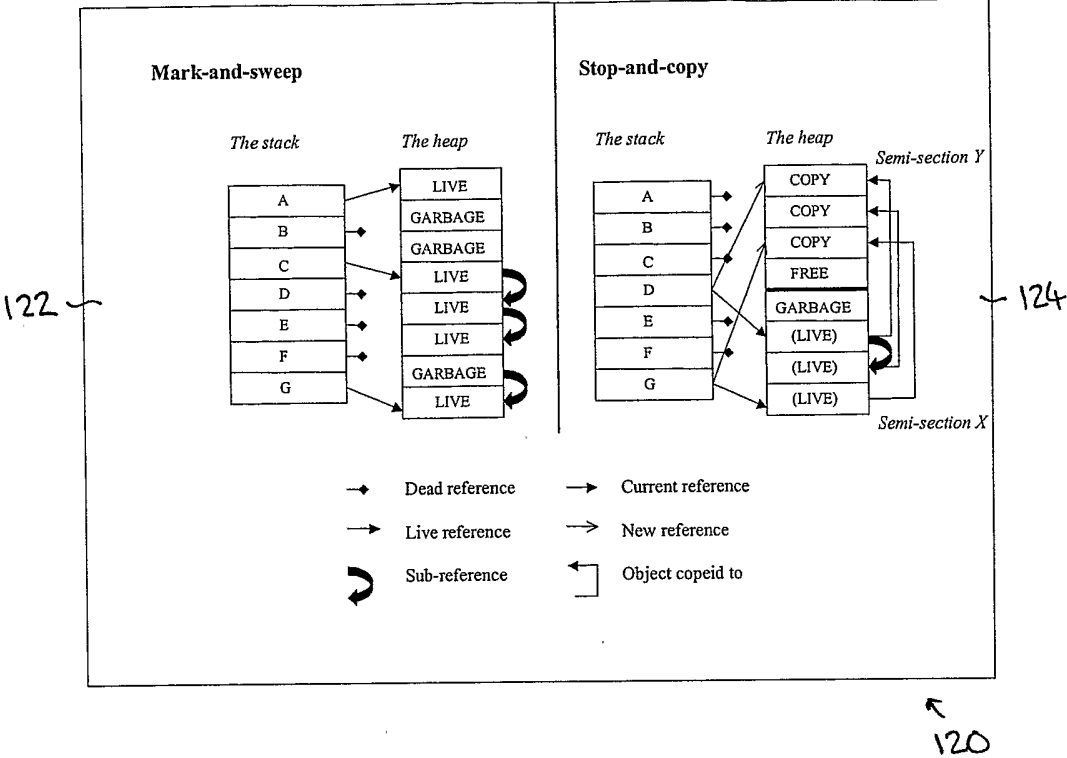 Mark-and-sweep
The stack
The heap
A
B
C
D
E
F
G
LIVE
GARBAGE
GARBAGE
LIVE
LIVE
LIVE
GARBAGE
LIVE
122
Stop-and-copy
The stack
The heap
Semi-section Y
A
B
C
D
E
F
G
COPY
COPY
COPY
FREE
GARBAGE
(LIVE)
(LIVE)
(LIVE)
Semi-section X
124
Dead reference
Current reference
Live reference
New reference
Sub-reference
Object copeid to
120